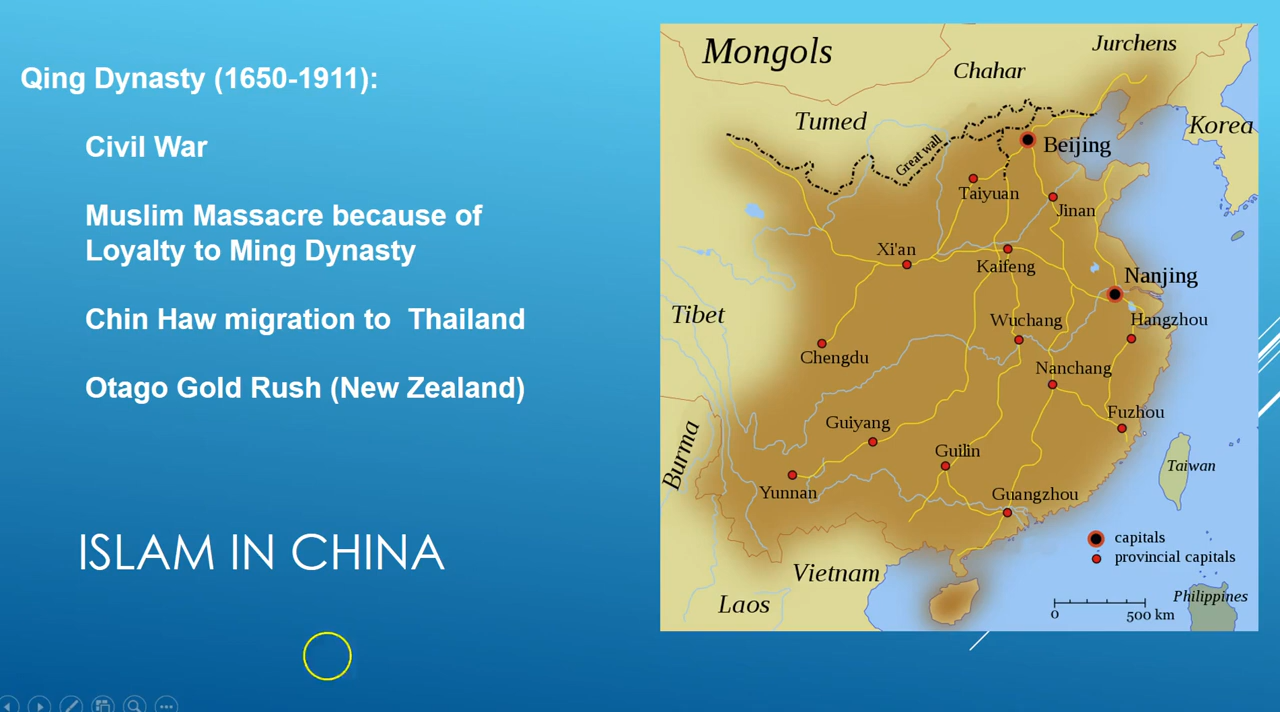 Qing Dynasty (1650-1911):
Civil War
Muslim Massacre because of
Loyalty to Ming Dynasty
Chin Haw migration to  Thailand
Otago Gold Rush (New Zealand)
ISLAM IN CHINA
Mongols
Jurchens
Chahar
Tumed
Korea
Great wall
Beijing
Taiyuan
Jinan
Xi'an
Kaifeng
Nanjing
Tibet
Wuchang
Hangzhou
Chengdu
Nanchang
Fuzhou
Guiyang
Burma
Guilin
Taiwan
Yunnan
Guangzhou
capitals
provincial capitals
Vietnam
Laos
Philippines
0 500 km